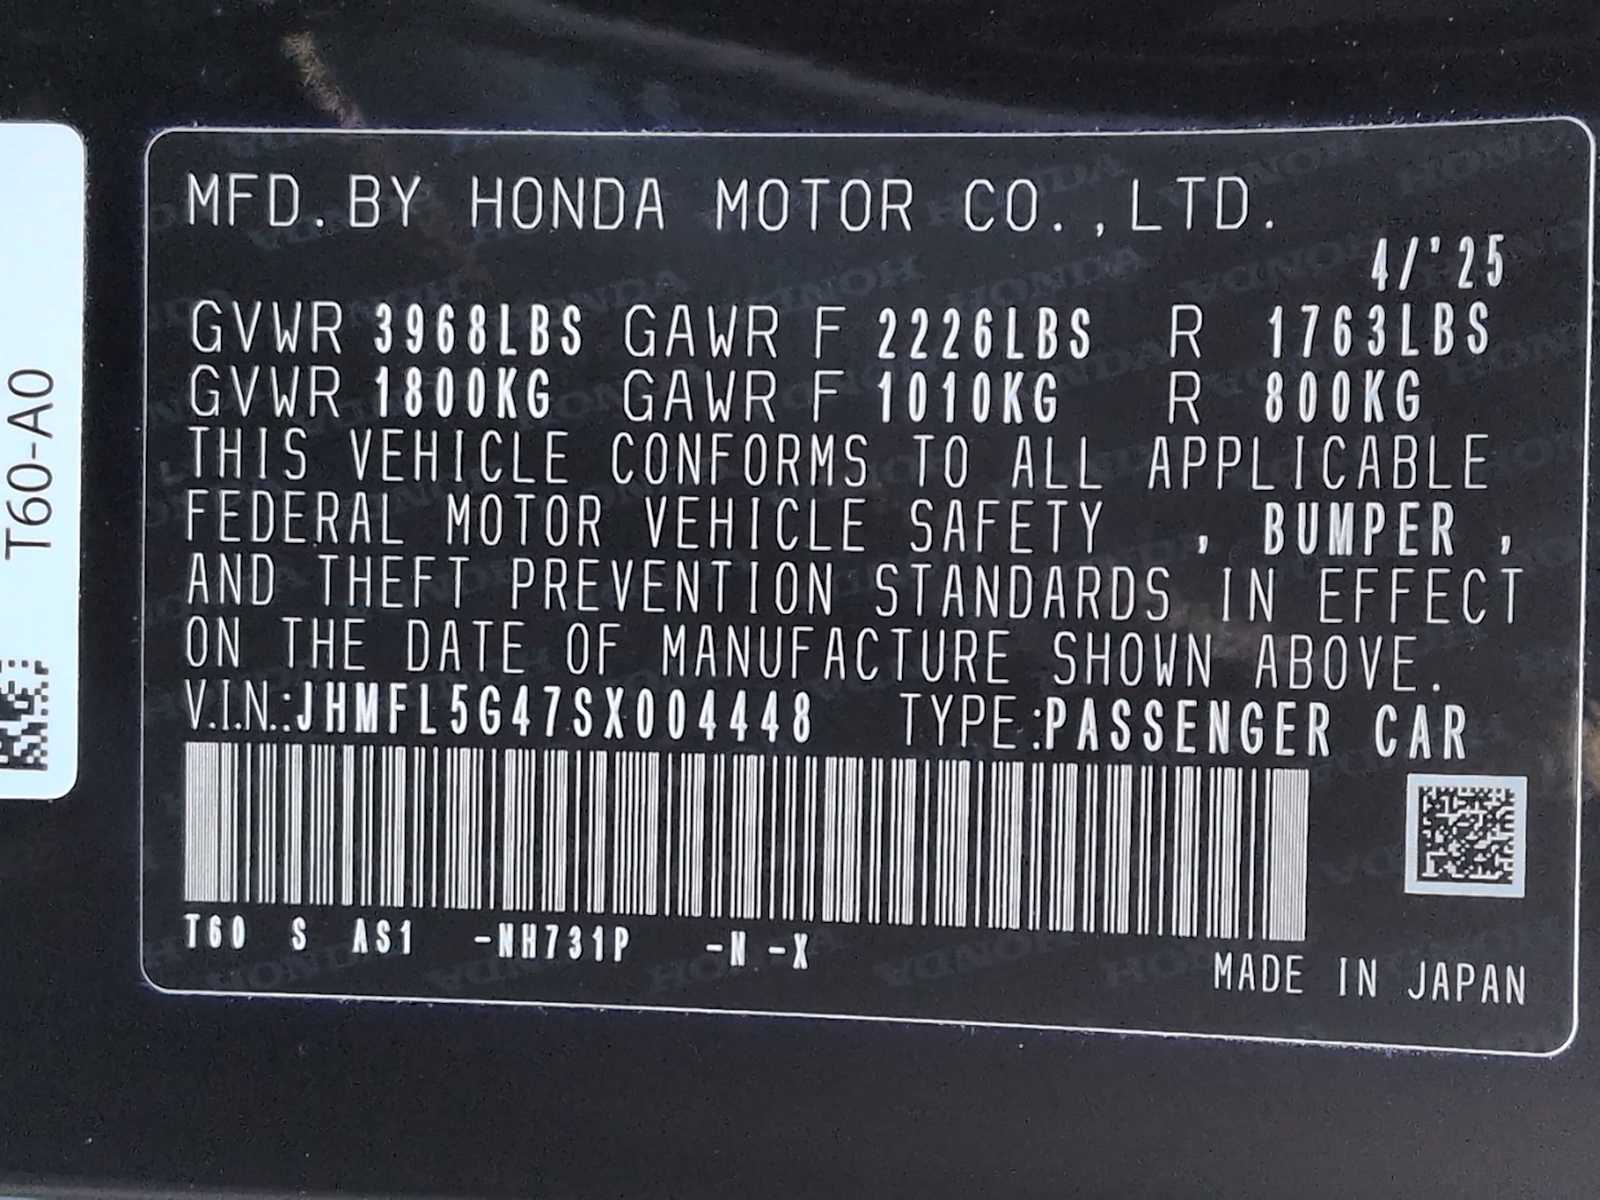 MFD. BY HONDA MOTOR CO.,LTD.
4/'25
GVWR 3968LBS GAWR F 2226LBS R 1763LBS
GVWR 1800KG GAWR F 1010KG R 800KG
THIS VEHICLE CONFORMS TO ALL APPLICABLE
FEDERAL MOTOR VEHICLE SAFETY , BUMPER ,
AND THEFT PREVENTION STANDARDS IN EFFECT
ON THE DATE OF MANUFACTURE SHOWN ABOVE.
V.I.N.:JHMFL5G47SX004448 TYPE:PASSENGER CAR
T60 S AS1 -NH731P -N -X
MADE IN JAPAN
T60-A0